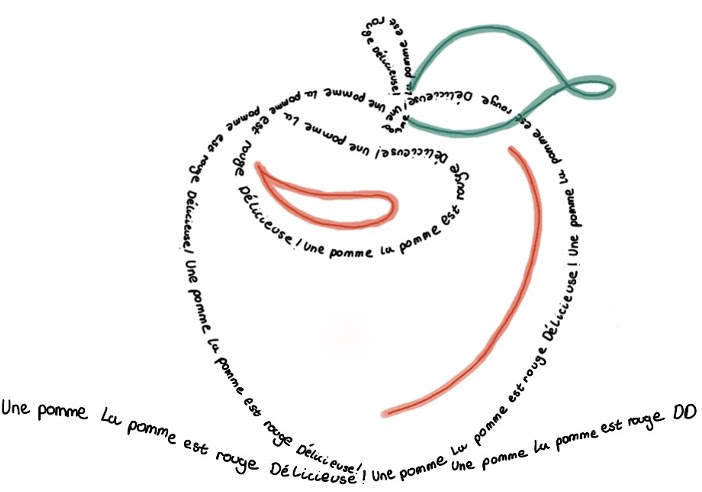 Une pomme La pomme est rouge Délicieuse! Une pomme La pomme est rouge Délicieuse! Une pomme la pomme est rouge Délicieuse! une pomme la pomme
pomme est rouge Délicieuse! Une pomme la pomme est rouge Délicieuse!
est rouge Délicieuse! Une pomme la pomme est rouge Délicieuse! une pomme la
une pomme la pomme est rouge Délicieuse!
Une pomme la pomme est rouge DD